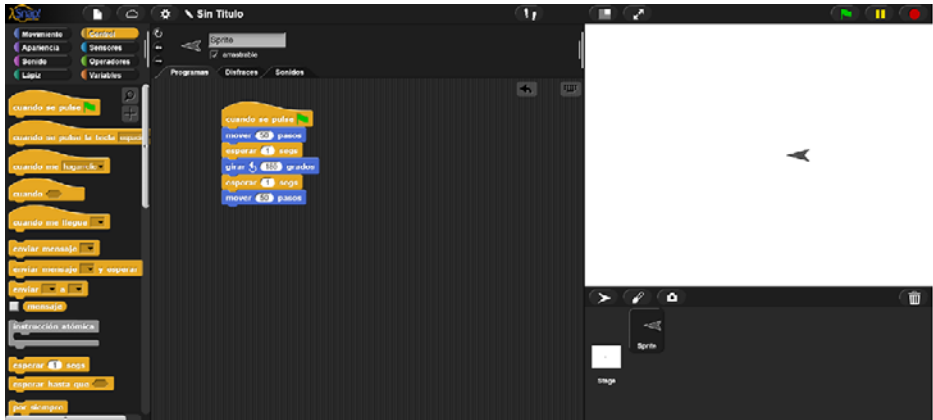 Snap!
Sin Título
Movimiento
Control
Apariencia
Sensores
Sonido
Operadores
Lápiz
Variables
cuando se pulse
cuando se pulse la tecla
cuando me
cuando
cuando me llegue
enviar mensaje
enviar mensaje y esperar
enviar a
mensaje
instrucción atómica
esperar 1 segs
esperar hasta que
por siempre
Sprite
arrastrable
Programas Disfraces Sonidos
cuando se pulse
mover 50 pasos
esperar 1 segs
girar grados
esperar 1 segs
mover 50 pasos
Sprite
Stage